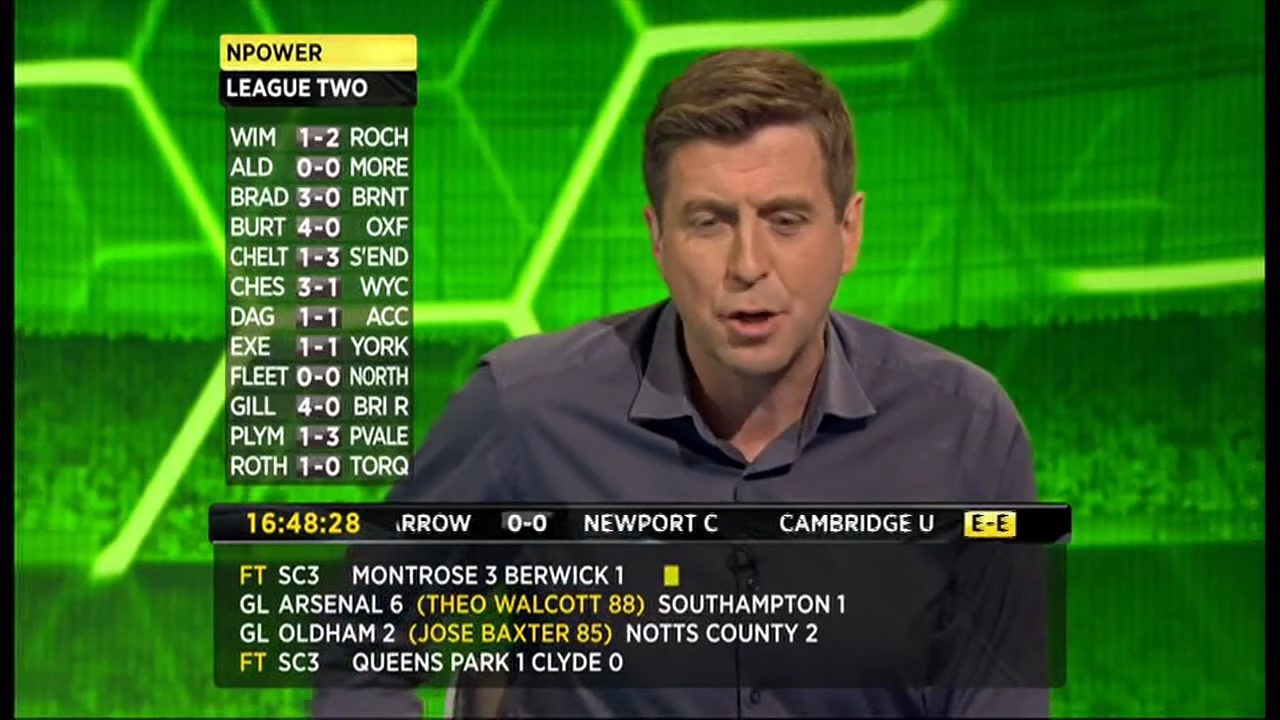 NPOWER
LEAGUE TWO
WIM 1-2 ROCH
ALD 0-0 MORE
BRAD 3-0 BRNT
BURT 4-0 OXF
CHELT 1-3 S'END
CHES 3-1 WYC
DAG 1-1 ACC
EXE 1-1 YORK
FLEET 0-0 NORTH
GILL 4-0 BRI R
PLYM 1-3 PVALE
ROTH 1-0 TORQ
16:48:28 RROW 0-0 NEWPORT C CAMBRIDGE U E-E
FT SC3 MONTROSE 3 BERWICK 1
GL ARSENAL 6 (THEO WALCOTT 88) SOUTHAMPTON 1
GL OLDHAM 2 (JOSE BAXTER 85) NOTTS COUNTY 2
FT SC3 QUEENS PARK 1 CLYDE 0